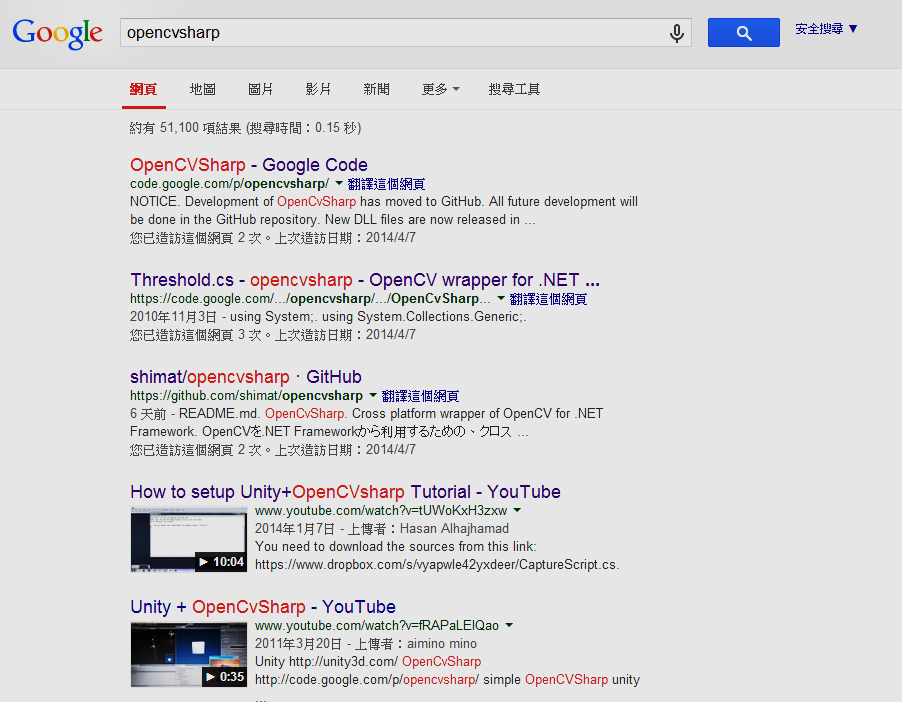 Google
opencvsharp
安全搜尋 ▼
網頁 地圖 圖片 影片 新聞 更多 搜尋工具
約有 51,100 項結果 (搜尋時間：0.15 秒)
OpenCVSharp - Google Code
code.google.com/p/opencvsharp/ ▼ 翻譯這個網頁
NOTICE. Development of OpenCvSharp has moved to GitHub. All future development will
be done in the GitHub repository. New DLL files are now released in ...
您已造訪這個網頁 2 次。上次造訪日期：2014/4/7
Threshold.cs - opencvsharp - OpenCV wrapper for .NET ...
https://code.google.com/.../opencvsharp/.../OpenCvSharp... ▼ 翻譯這個網頁
2010年11月3日 - using System;. using System.Collections.Generic;.
您已造訪這個網頁 3 次。上次造訪日期：2014/4/7
shimat/opencvsharp · GitHub
https://github.com/shimat/opencvsharp ▼ 翻譯這個網頁
6 天前 - README.md. OpenCvSharp. Cross platform wrapper of OpenCV for .NET
Framework. OpenCVを.NET Frameworkから利用するための、クロス ...
您已造訪這個網頁 2 次。上次造訪日期：2014/4/7
How to setup Unity+OpenCVsharp Tutorial - YouTube
www.youtube.com/watch?v=tUWoKxH3zxw ▼
2014年1月7日 - 上傳者：Hasan Alhajhamad
You need to download the sources from this link:
https://www.dropbox.com/s/vyapwle42yxdeer/CaptureScript.cs.
▶ 10:04
Unity + OpenCvSharp - YouTube
www.youtube.com/watch?v=fRAPaLEIQao ▼
2011年3月20日 - 上傳者：aimino mino
Unity http://unity3d.com/ OpenCvSharp
http://code.google.com/p/opencvsharp/ simple OpenCVSharp unity
▶ 0:35
...